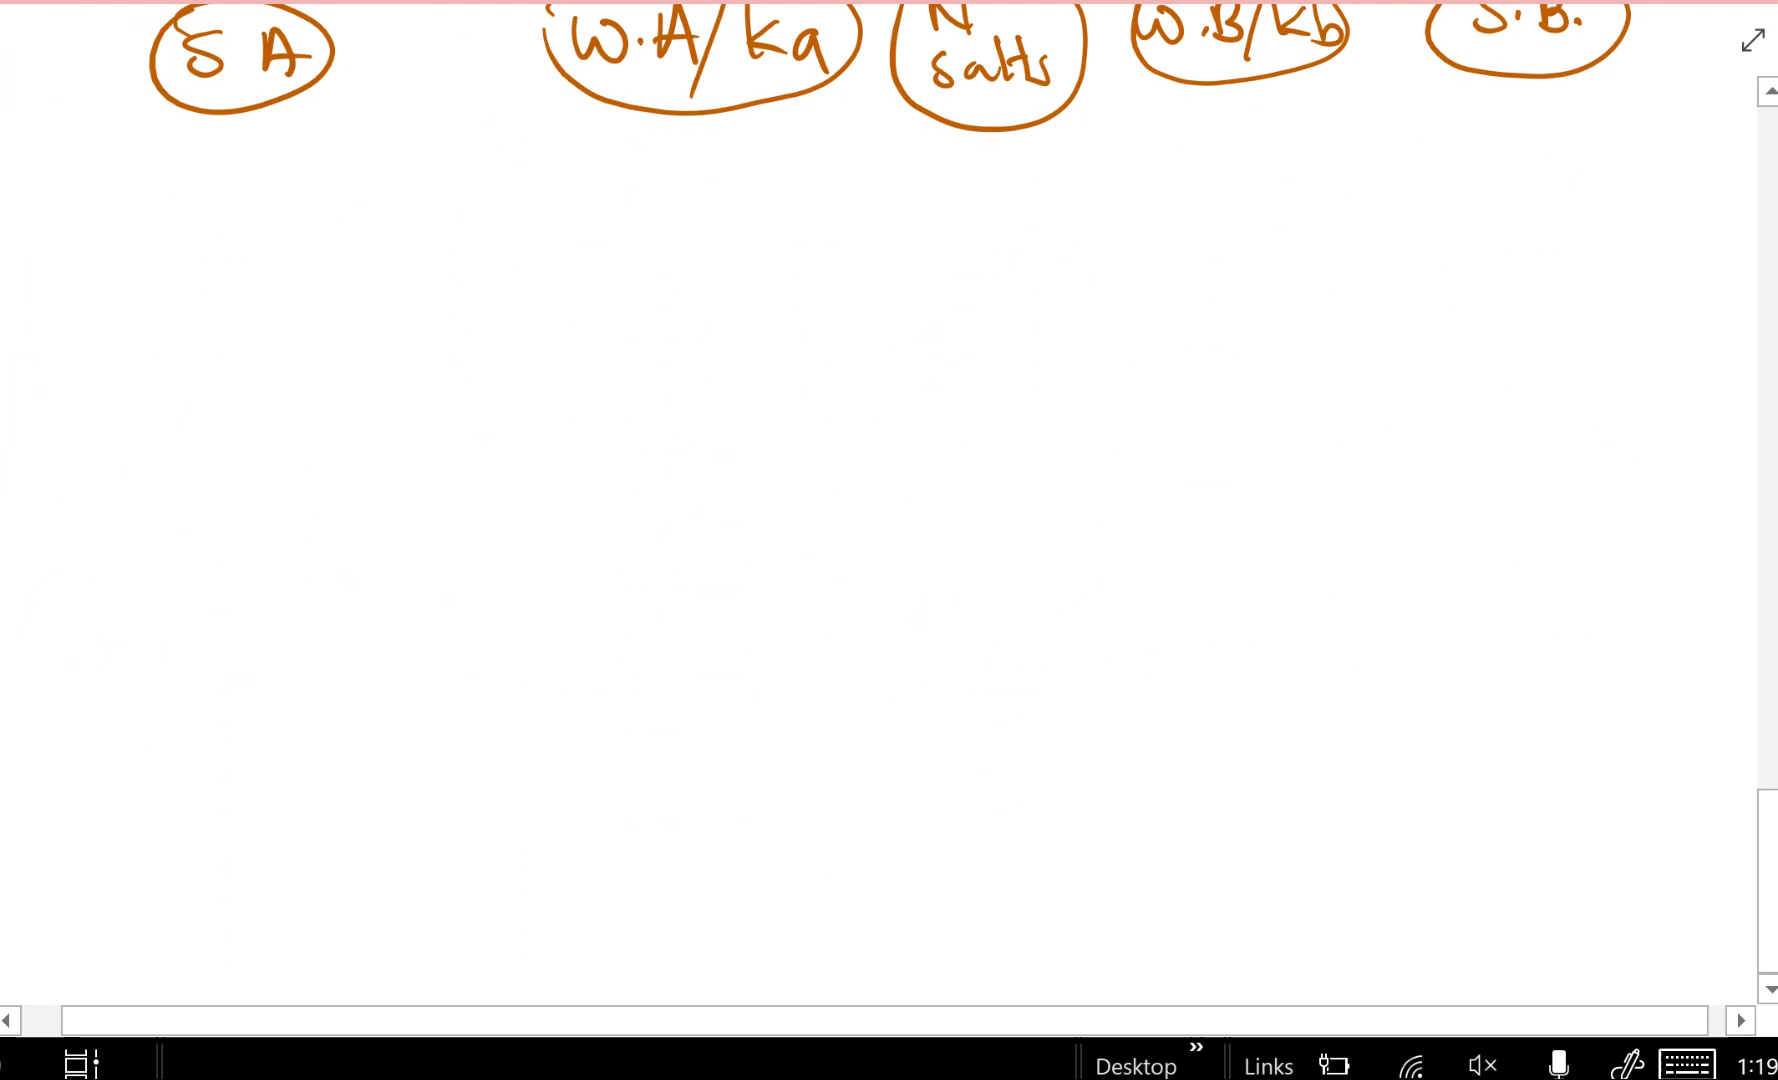 S A
W.A/Ka
N
salts
W.B/Kb
S.B.
Desktop
»
Links
1:19